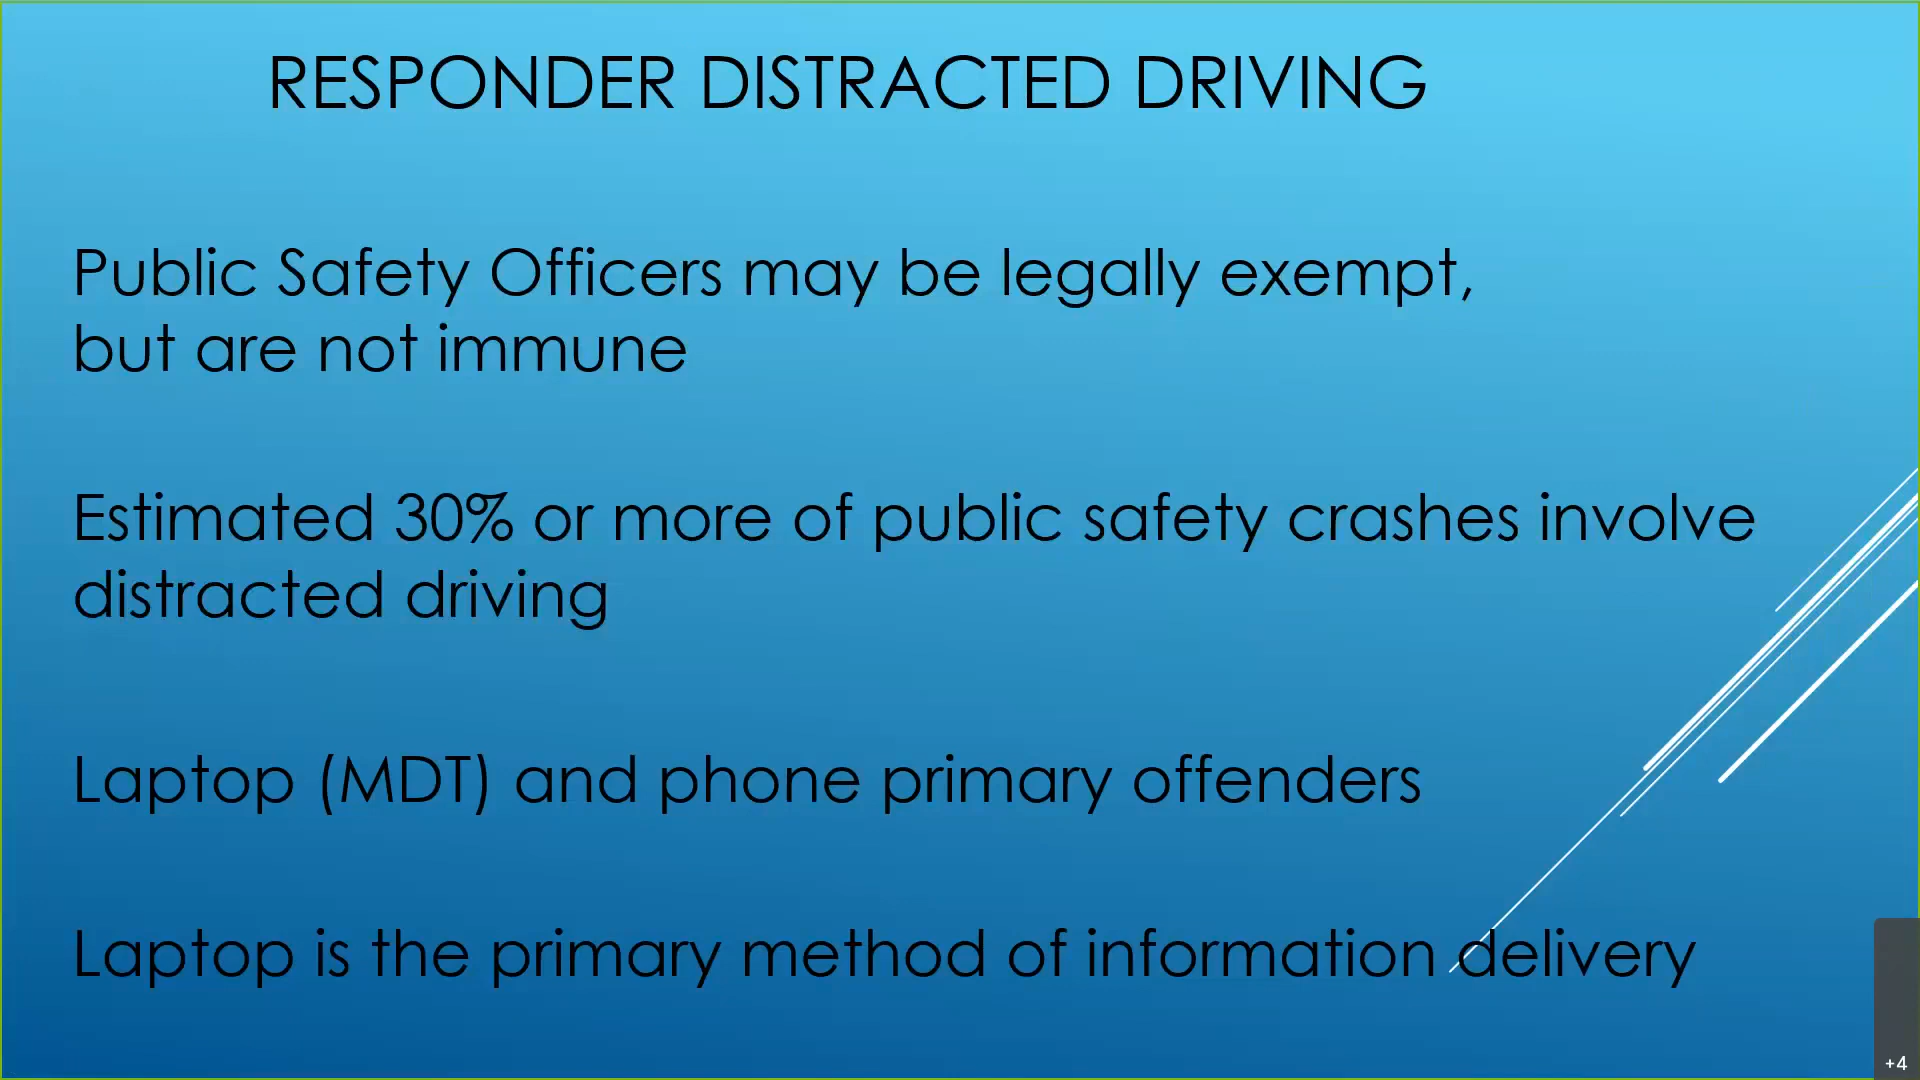 RESPONDER DISTRACTED DRIVING
Public Safety Officers may be legally exempt,
but are not immune
Estimated 30% or more of public safety crashes involve
distracted driving
Laptop (MDT) and phone primary offenders
Laptop is the primary method of information delivery
+4